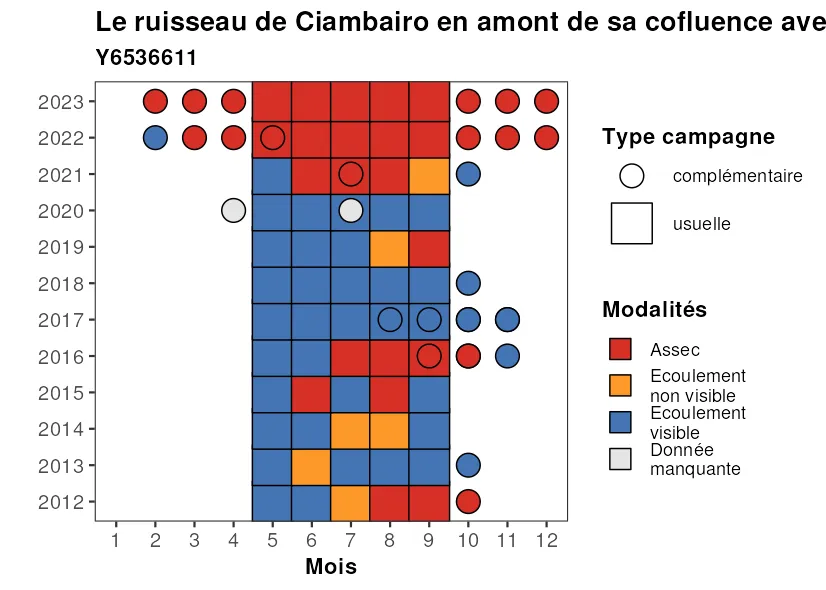 Le ruisseau de Ciambairo en amont de sa cofluence ave
Y6536611
2023
2022
2021
2020
2019
2018
2017
2016
2015
2014
2013
2012
1 2 3 4 5 6 7 8 9 10 11 12
Mois
Type campagne
complémentaire
usuelle
Modalités
Assec
Ecoulement
non visible
Ecoulement
visible
Donnée
manquante